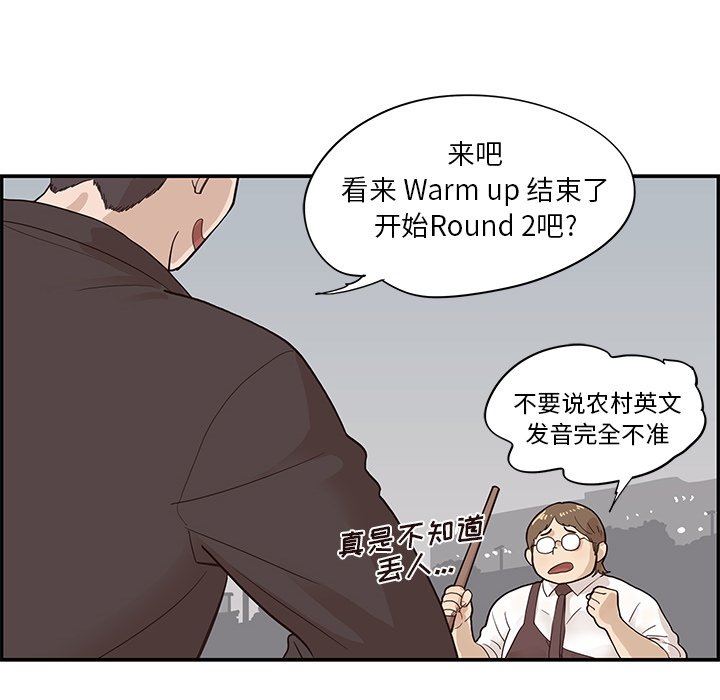 来吧
看来 Warm up 结束了
开始Round 2吧?
不要说农村英文
发音完全不准
真是不知道
丢人...